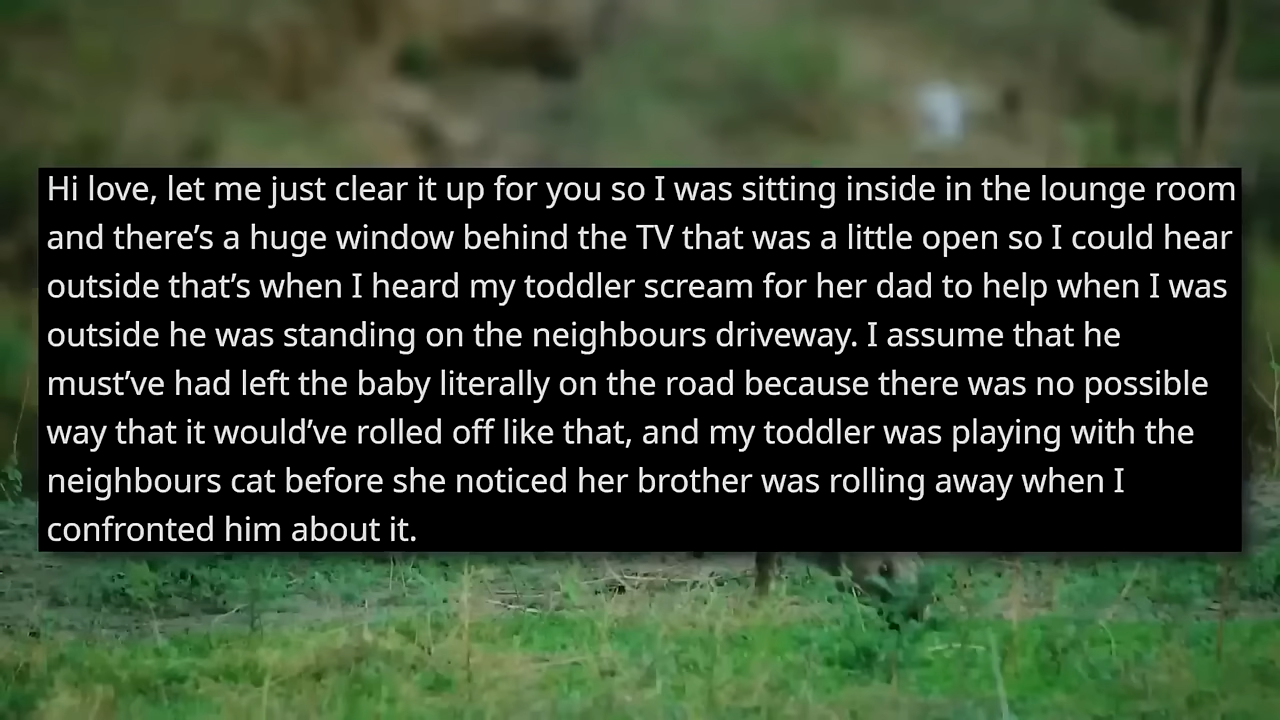 Hi love, let me just clear it up for you so I was sitting inside in the lounge room
and there’s a huge window behind the TV that was a little open so I could hear
outside that’s when I heard my toddler scream for her dad to help when I was
outside he was standing on the neighbours driveway. I assume that he
must’ve had left the baby literally on the road because there was no possible
way that it would’ve rolled off like that, and my toddler was playing with the
neighbours cat before she noticed her brother was rolling away when I
confronted him about it.